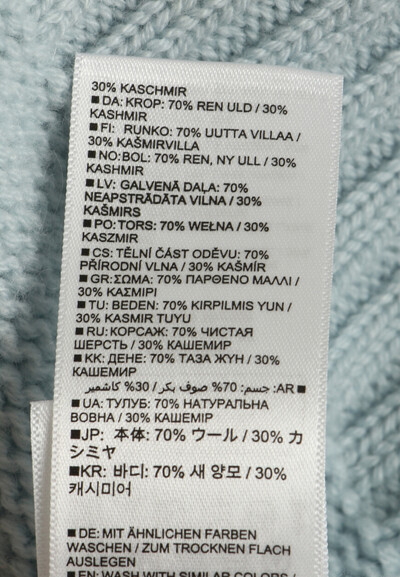 30% KASCHMIR
■ DA: KROP: 70% REN ULD / 30%
KASHMIR
■ FI: RUNKO: 70% UUTTA VILLAA /
30% KAŠMIRVILLA
■ NO:BOL: 70% REN, NY ULL / 30%
KASHMIR
■ LV: GALVENĀ DAĻA: 70%
NEAPSTRĀDĀTA VILNA / 30%
KAŠMIRS
■ PO: TORS: 70% WEŁNA / 30%
KASZMIR
■ CS: TĚLNÍ ČÁST ODĚVU: 70%
PŘÍRODNÍ VLNA / 30% KAŠMÍR
■ GR:ΣΩΜΑ: 70% ΠΑΡΘΕΝΟ ΜΑΛΛΙ /
30% ΚΑΣΜΙΡΙ
■ TU: BEDEN: 70% KIRPILMIS YUN /
30% KASMIR TUYU
■ RU: КОРСАЖ: 70% ЧИСТАЯ
ШЕРСТЬ / 30% КАШЕМИР
■ KK: ДЕНЕ: 70% ТАЗА ЖҮН / 30%
КАШЕМИР
■ AR: جسم: 70% صوف بكر / 30% كاشمير
■ UA: ТУЛУБ: 70% НАТУРАЛЬНА
ВОВНА / 30% КАШЕМІР
■JP: 本体: 70% ウール / 30% カ
シミヤ
■KR: 바디: 70% 새 양모 / 30%
캐시미어
■ DE: MIT ÄHNLICHEN FARBEN
WASCHEN / ZUM TROCKNEN FLACH
AUSLEGEN
■ EN: WASH WITH SIMILAR COLORS /